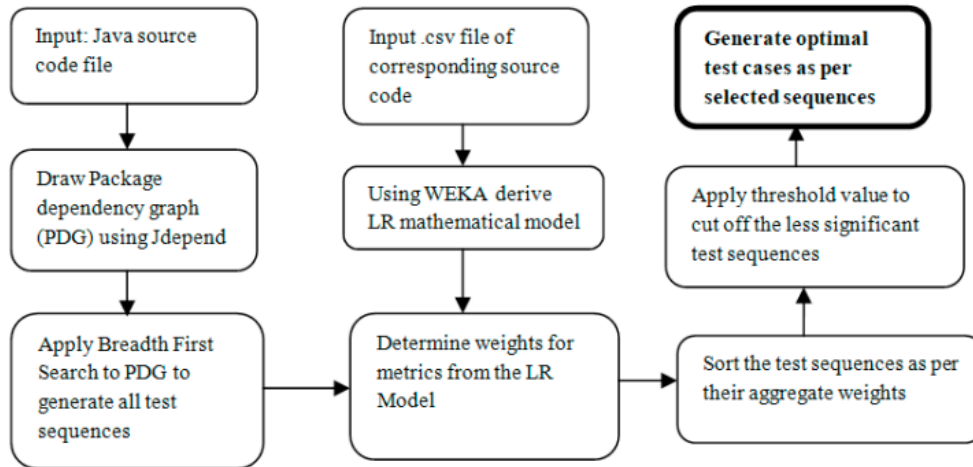 Input: Java source
code file
Draw Package
dependency graph
(PDG) using Jdepend
Apply Breadth First
Search to PDG to
generate all test
sequences
Input .csv file of
corresponding source
code
Using WEKA derive
LR mathematical model
Determine weights for
metrics from the LR
Model
Sort the test sequences as per
their aggregate weights
Apply threshold value to
cut off the less significant
test sequences
Generate optimal
test cases as per
selected sequences